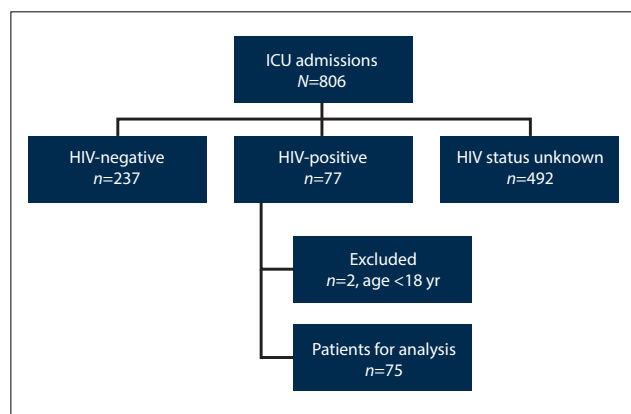 ICU admissions
N=806
HIV-negative
n=237
HIV-positive
n=77
HIV status unknown
n=492
Excluded
n=2, age <18 yr
Patients for analysis
n=75